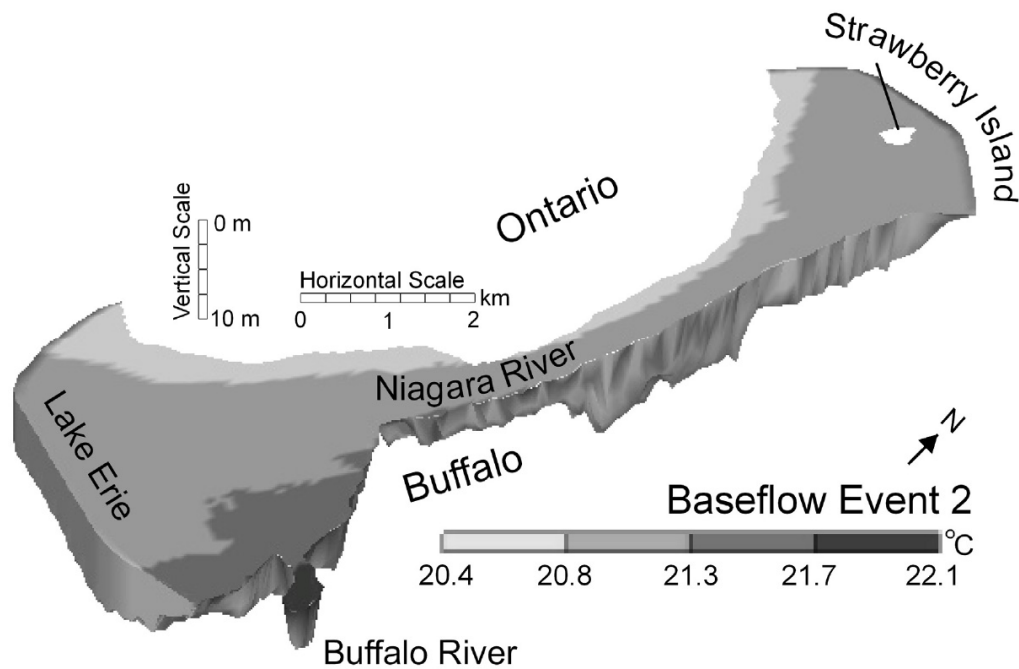 Strawberry Island
Ontario
Vertical Scale
0 m
10 m
Horizontal Scale
km
0 1 2
Niagara River
Lake Erie
Buffalo
N
Baseflow Event 2
°C
20.4 20.8 21.3 21.7 22.1
Buffalo River